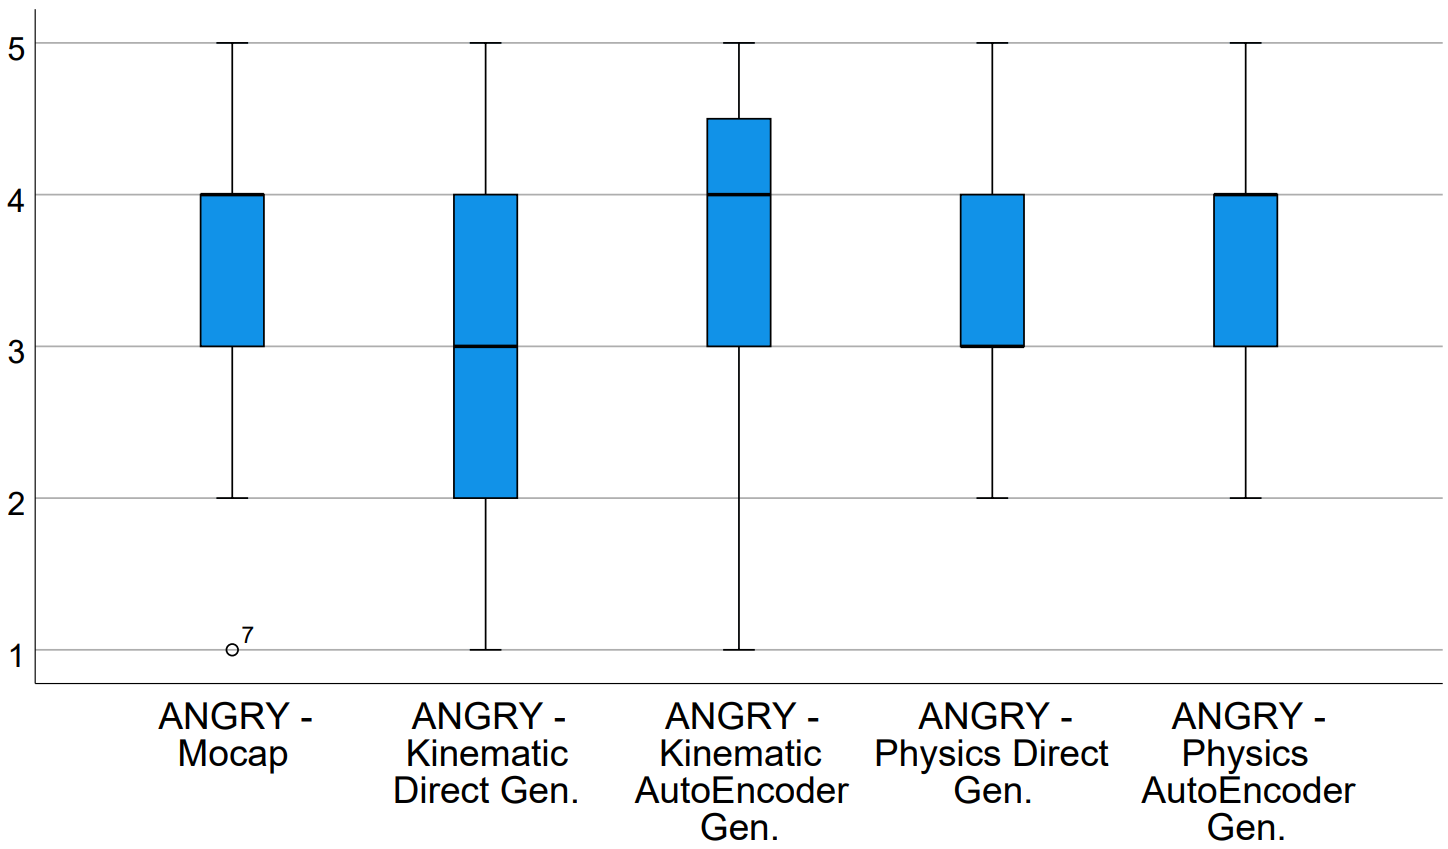 5
4
3
2
1
7
ANGRY -
Mocap
ANGRY -
Kinematic
Direct Gen.
ANGRY -
Kinematic
AutoEncoder
Gen.
ANGRY -
Physics Direct
Gen.
ANGRY -
Physics
AutoEncoder
Gen.